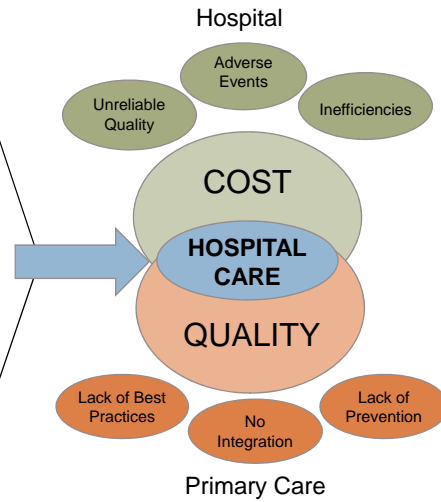 Hospital
Adverse
Events
Unreliable
Quality
Inefficiencies
COST
HOSPITAL
CARE
QUALITY
Lack of Best
Practices
No
Integration
Lack of
Prevention
Primary Care